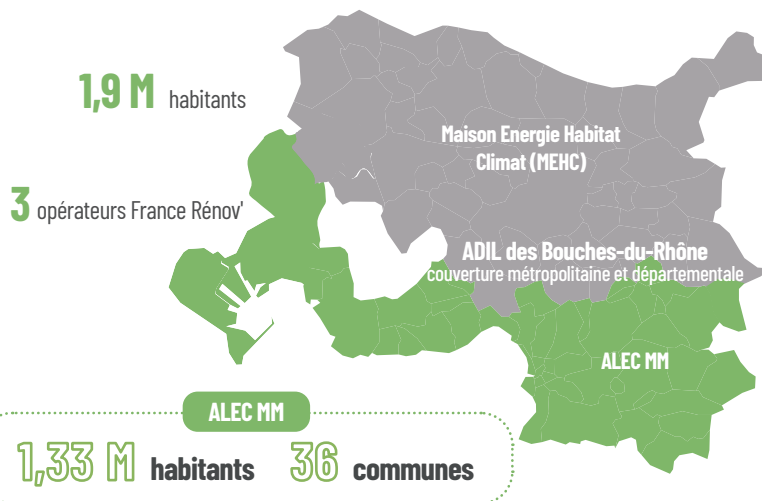 1,9 M habitants
3 opérateurs France Rénov'
Maison Energie Habitat
Climat (MEHC)
ADIL des Bouches-du-Rhône
couverture métropolitaine et départementale
ALEC MM
ALEC MM
1,33 M habitants 36 communes